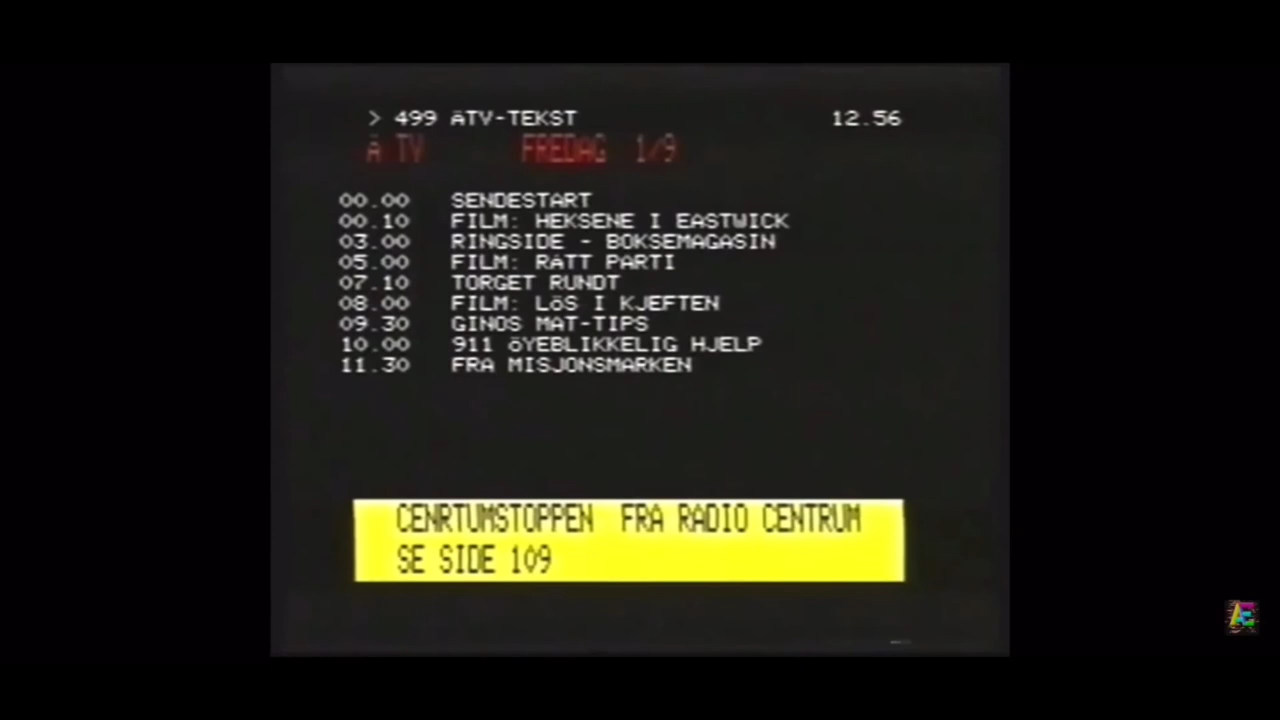 > 499 ATV-TEKST 12.56
A TV FREDAG 1/9
00.00 SENDESTART
00.10 FILM: HEKSENE I EASTWICK
03.00 RINGSIDE - BOKSEMAGASIN
05.00 FILM: RATT PARTI
07.10 TORGET RUNDT
08.00 FILM: LöS I KJEFTEN
09.30 GINOS MAT-TIPS
10.00 911 öYEBLIKKELIG HJELP
11.30 FRA MISJONSMARKEN
CENRTUMSTOPPEN FRA RADIO CENTRUM
SE SIDE 109
Æ